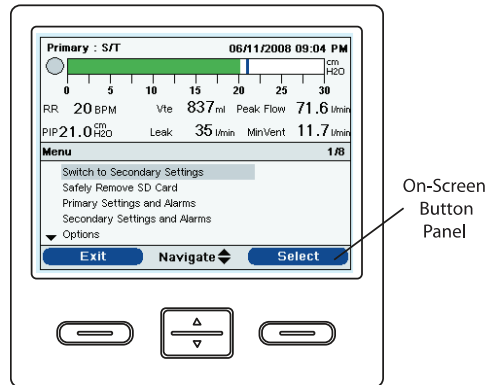 Primary : S/T 06/11/2008 09:04 PM
cm
H2O
0 5 10 15 20 25 30
RR 20 BPM Vte 837 ml Peak Flow 71.6 l/min
PIP 21.0 cm H2O Leak 35 l/min MinVent 11.7 l/min
Menu 1/8
Switch to Secondary Settings
Safely Remove SD Card
Primary Settings and Alarms
Secondary Settings and Alarms
Options
Exit Navigate Select
On-Screen
Button
Panel